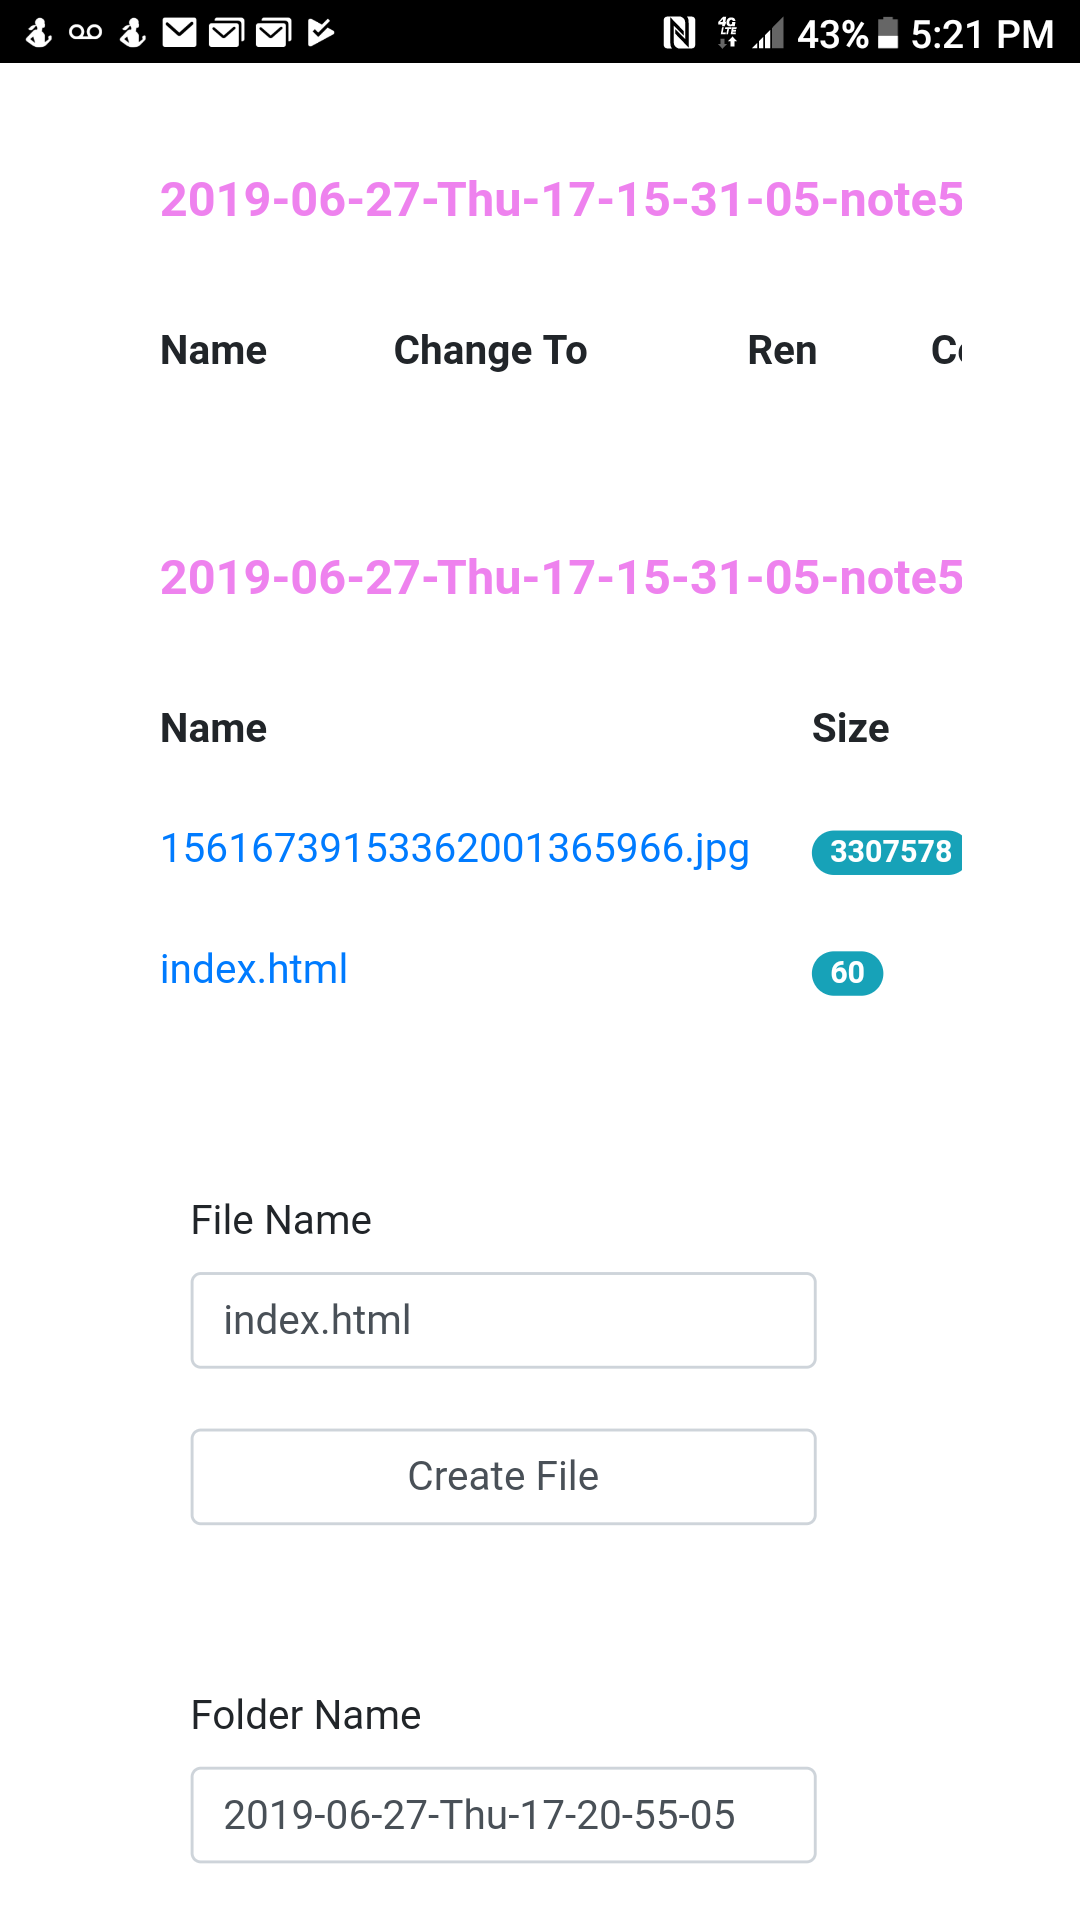 4G LTE 43% 5:21 PM
2019-06-27-Thu-17-15-31-05-note5
Name Change To Ren
2019-06-27-Thu-17-15-31-05-note5
Name Size
15616739153362001365966.jpg 3307578
index.html 60
File Name
index.html
Create File
Folder Name
2019-06-27-Thu-17-20-55-05